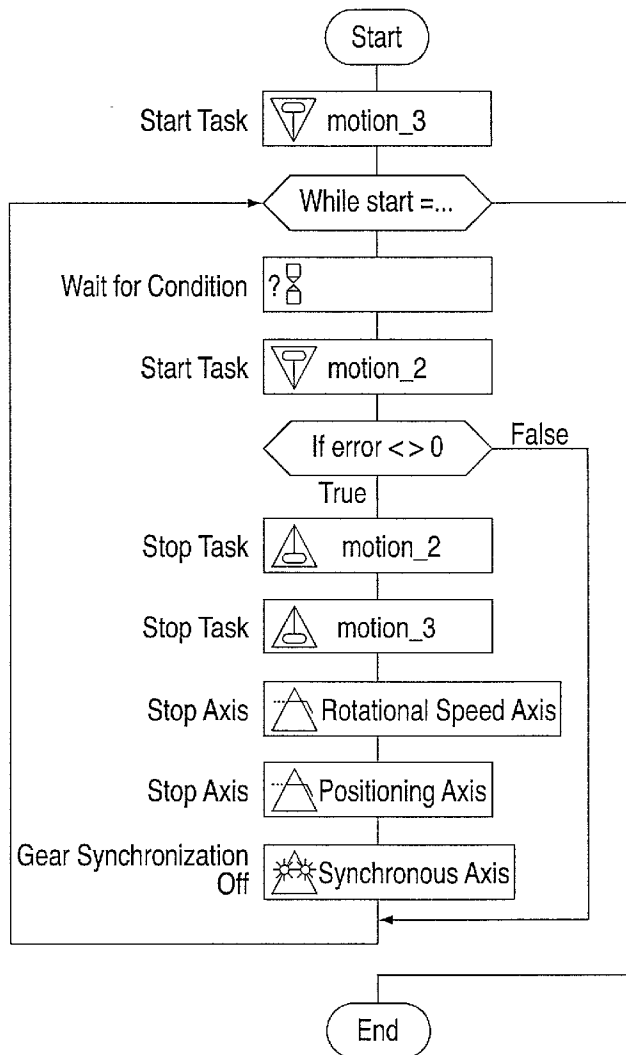 Start
Start Task motion_3
While start =...
Wait for Condition ?
Start Task motion_2
If error < > 0 False
True
Stop Task motion_2
Stop Task motion_3
Stop Axis Rotational Speed Axis
Stop Axis Positioning Axis
Gear Synchronization
Off Synchronous Axis
End